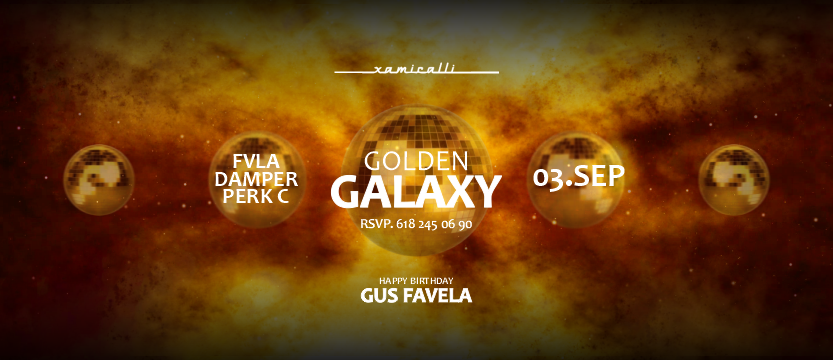 xamicalli
FVLA
DAMPER
PERK C
GOLDEN
GALAXY
RSVP. 618 245 06 90
03.SEP
HAPPY BIRTHDAY
GUS FAVELA